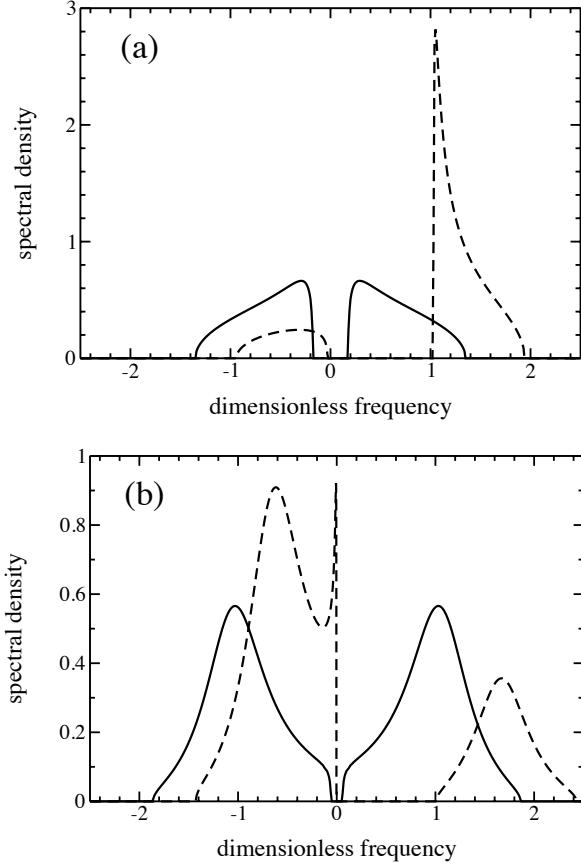 3
(a)
2
spectral density
1
0
-2 -1 0 1 2
dimensionless frequency
1
(b)
0.8
0.6
spectral density
0.4
0.2
0
-2 -1 0 1 2
dimensionless frequency